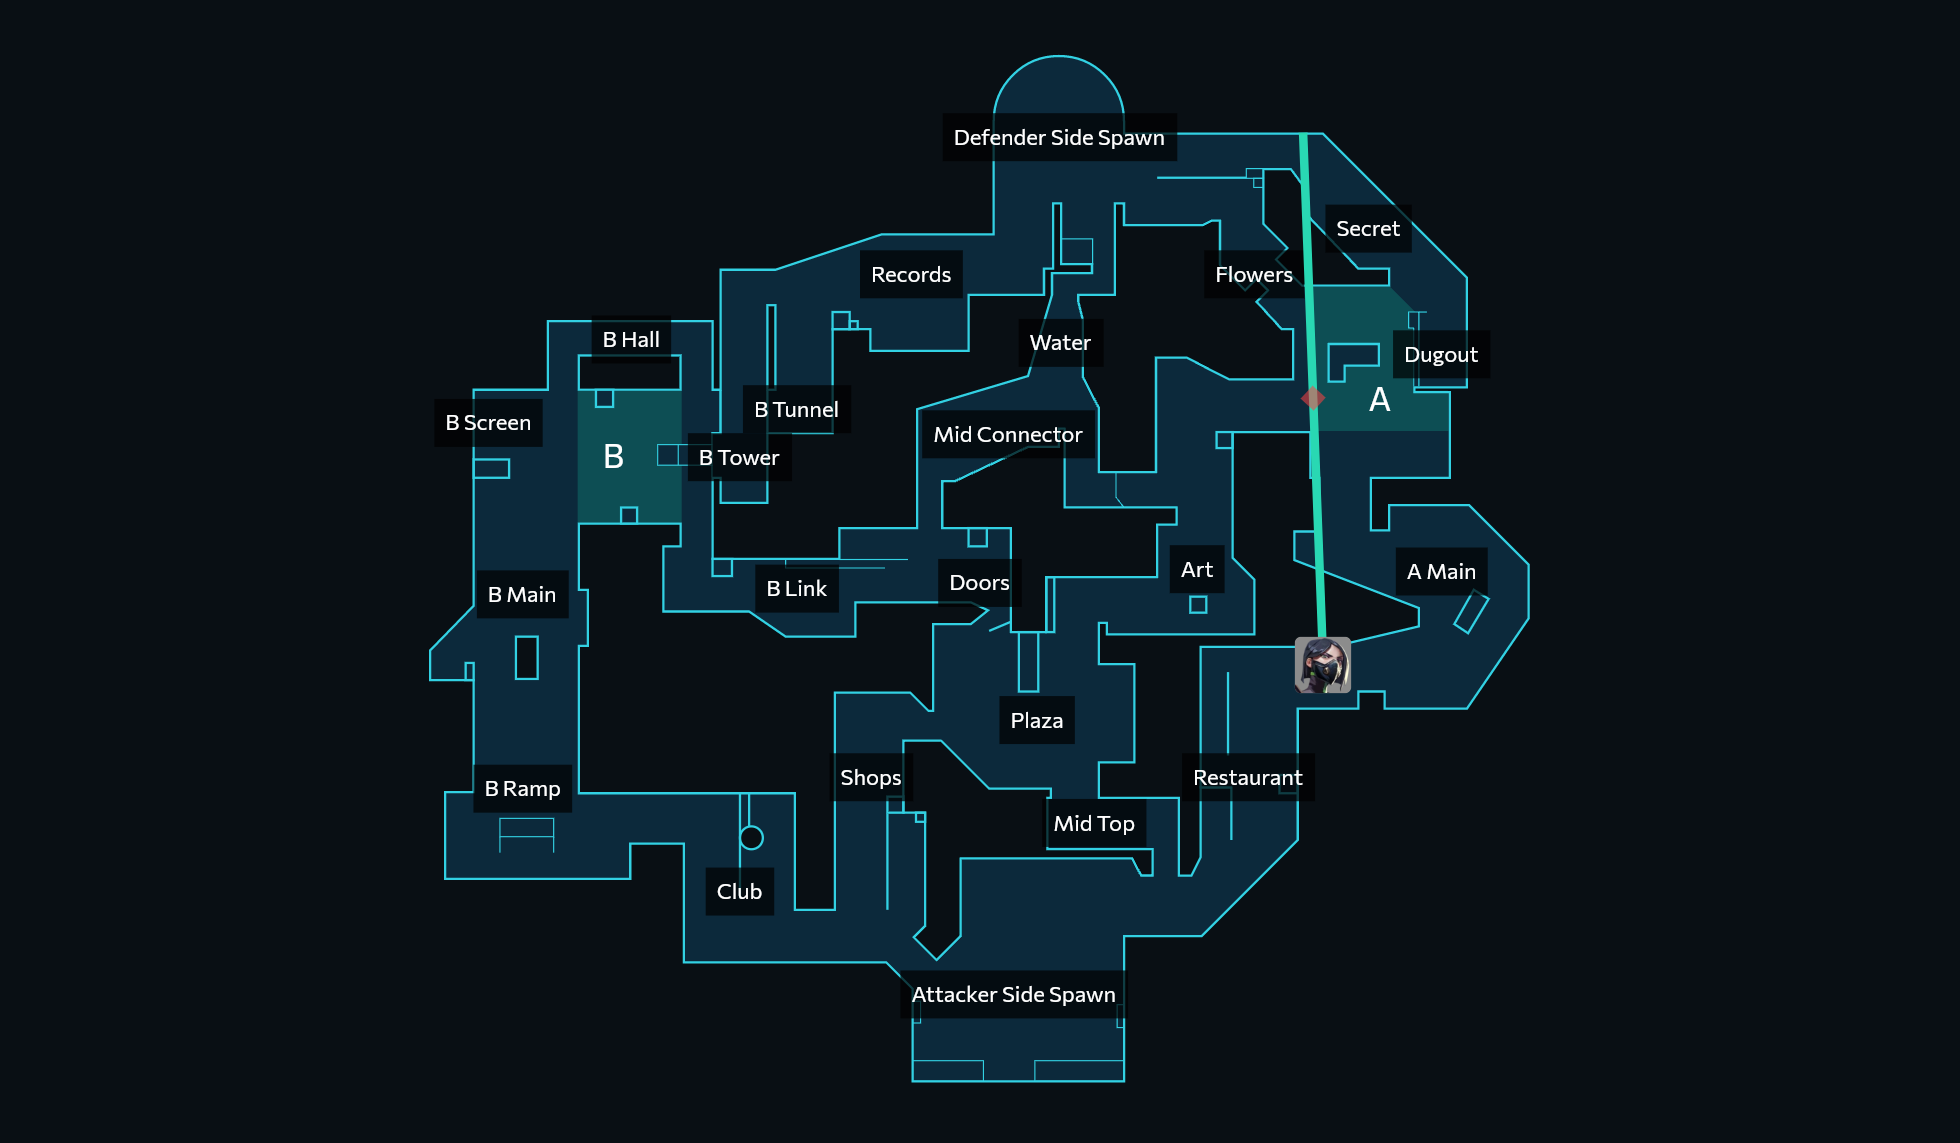 Defender Side Spawn
Secret
Records
Flowers
B Hall
Water
Dugout
A
B Screen
B Tunnel
Mid Connector
B
B Tower
B Main
B Link
Doors
Art
A Main
Plaza
B Ramp
Shops
Restaurant
Mid Top
Club
Attacker Side Spawn